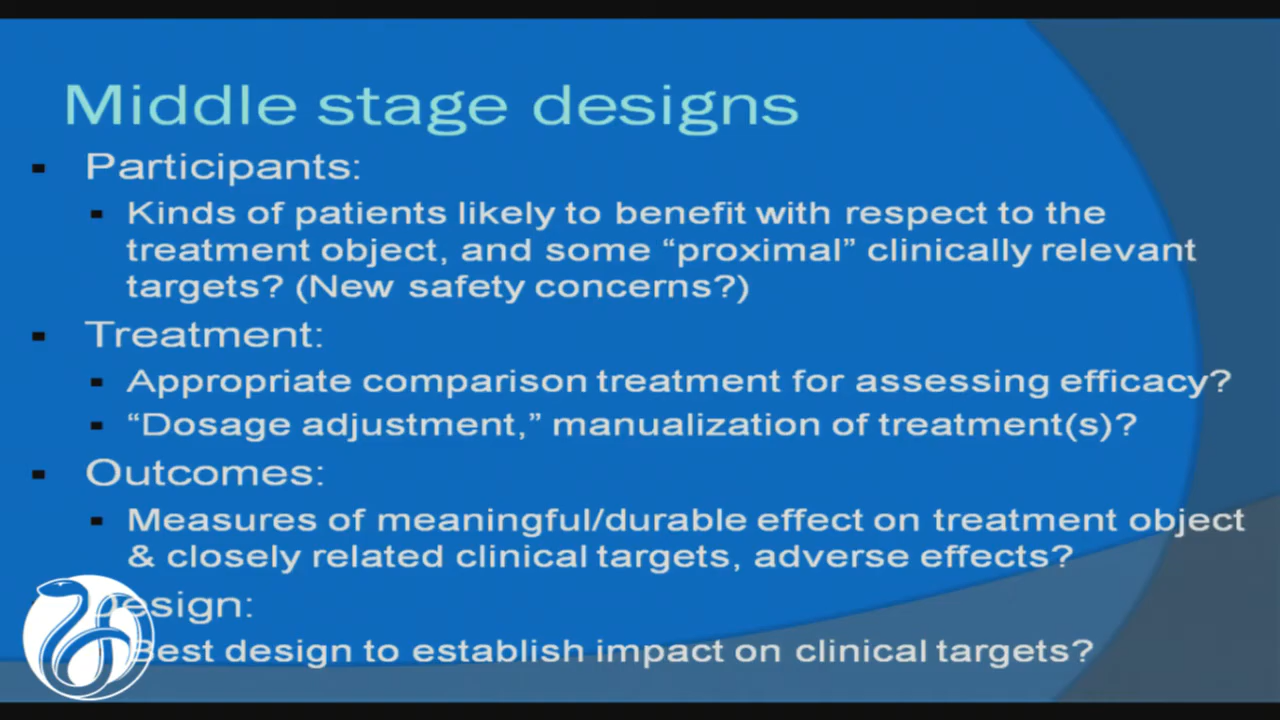 Middle stage designs
Participants:
Kinds of patients likely to benefit with respect to the
treatment object, and some “proximal” clinically relevant
targets? (New safety concerns?)
Treatment:
Appropriate comparison treatment for assessing efficacy?
“Dosage adjustment,” manualization of treatment(s)?
Outcomes:
Measures of meaningful/durable effect on treatment object
& closely related clinical targets, adverse effects?
Design:
Best design to establish impact on clinical targets?